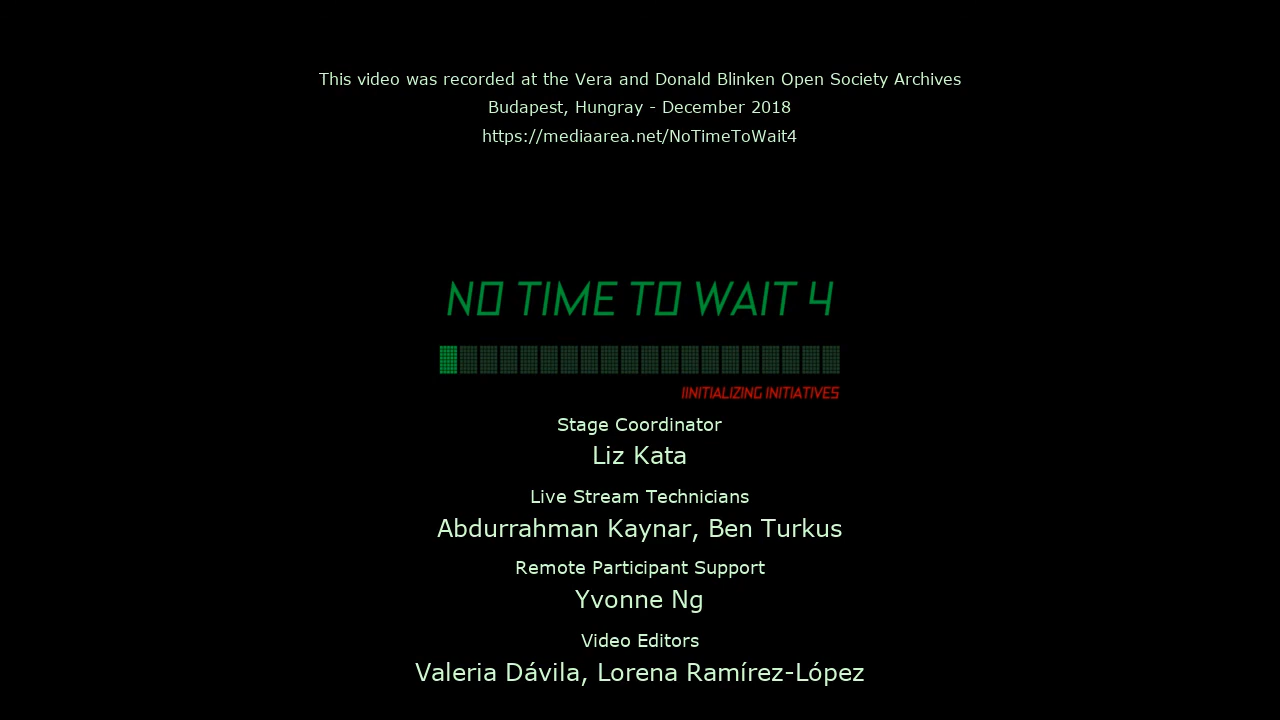 This video was recorded at the Vera and Donald Blinken Open Society Archives
Budapest, Hungray - December 2018
https://mediaarea.net/NoTimeToWait4
NO TIME TO WAIT 4
IINITIALIZING INITIATIVES
Stage Coordinator
Liz Kata
Live Stream Technicians
Abdurrahman Kaynar, Ben Turkus
Remote Participant Support
Yvonne Ng
Video Editors
Valeria Dávila, Lorena Ramírez-López